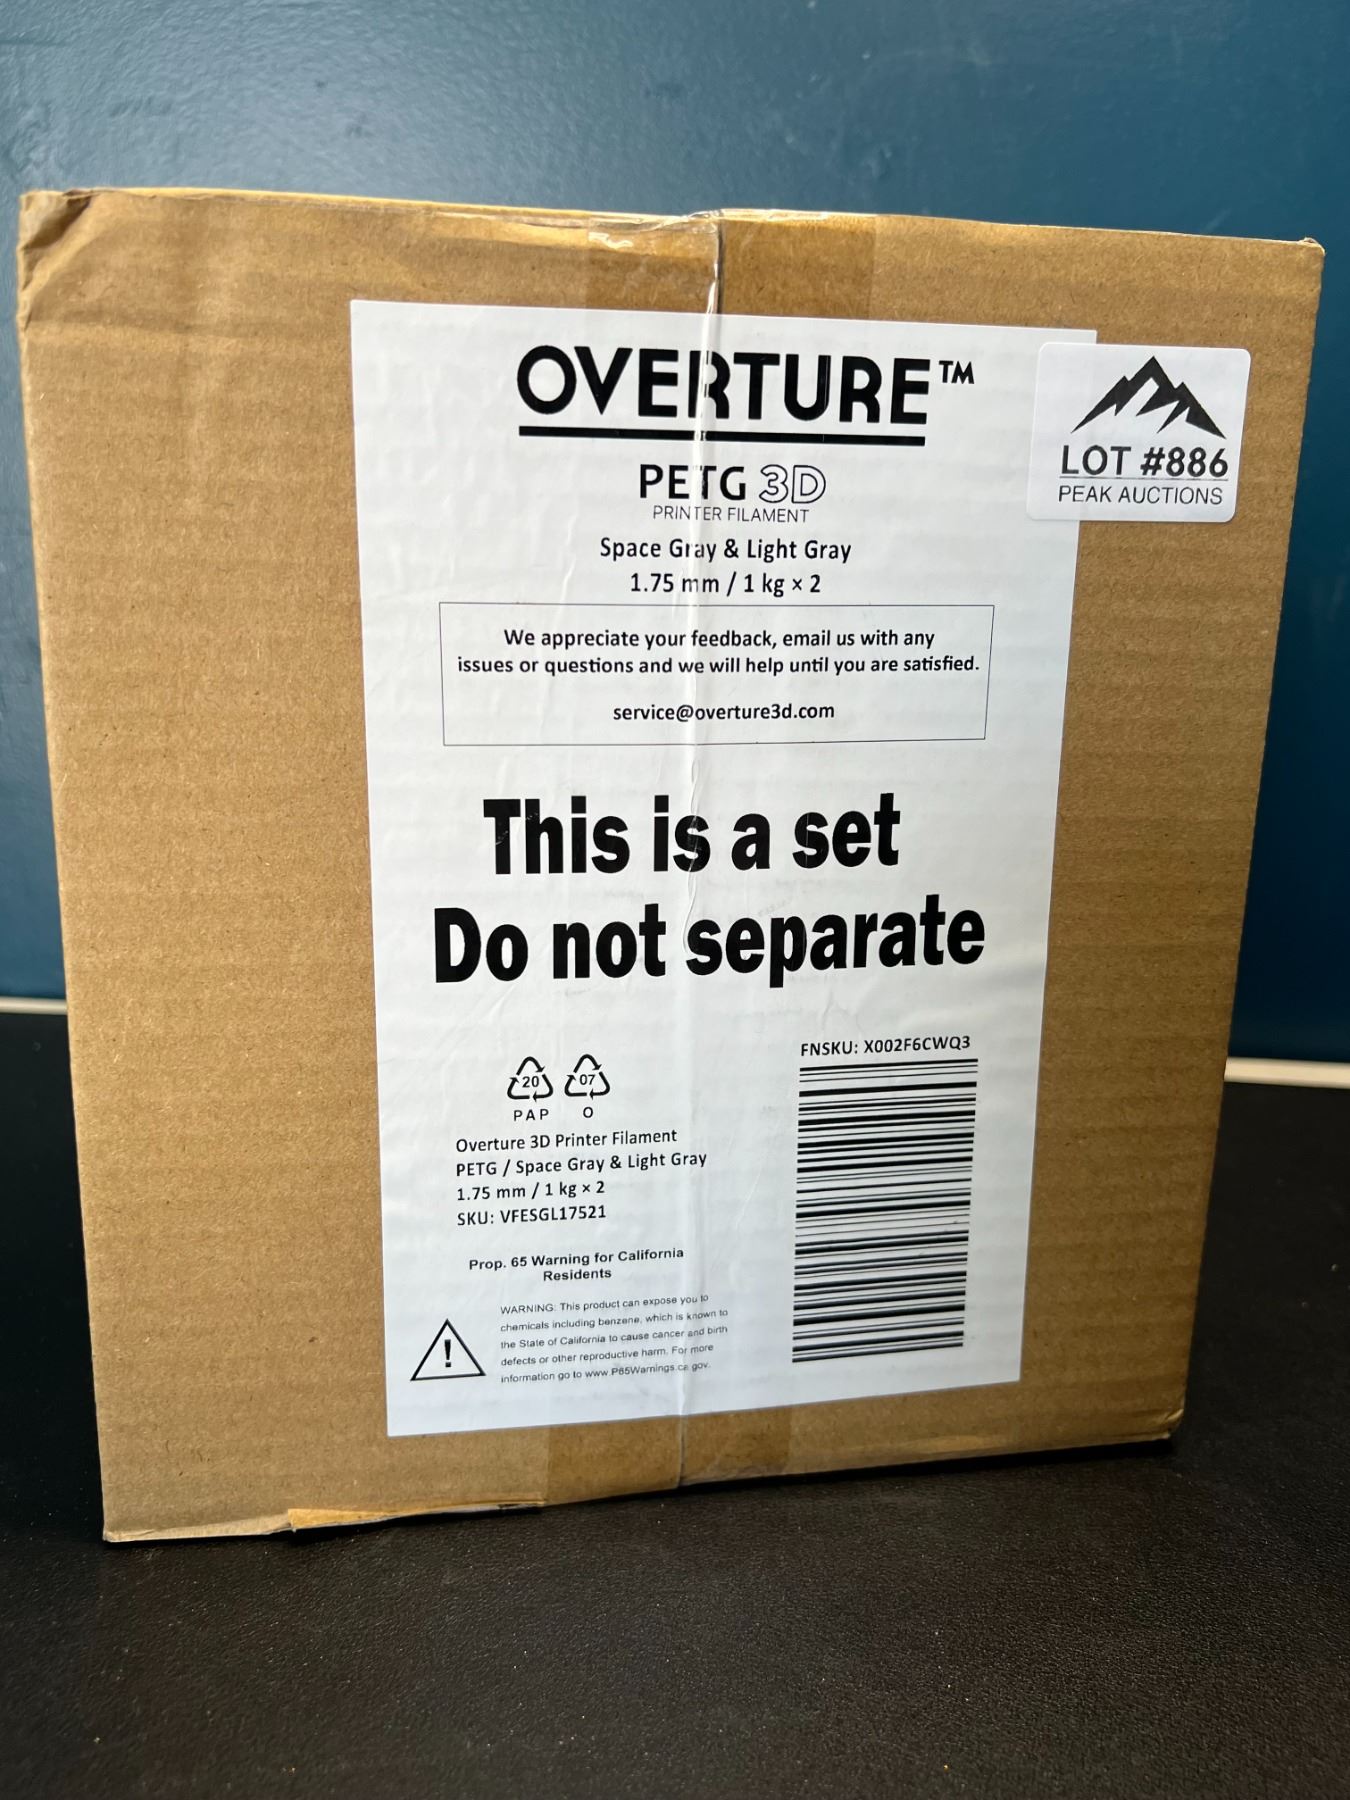 OVERTURE™
PETG 3D
PRINTER FILAMENT
Space Gray & Light Gray
1.75 mm / 1 kg × 2
We appreciate your feedback, email us with any
issues or questions and we will help until you are satisfied.
service@overture3d.com
LOT #886
PEAK AUCTIONS
This is a set
Do not separate
20
PAP
07
O
Overture 3D Printer Filament
PETG / Space Gray & Light Gray
1.75 mm / 1 kg × 2
SKU: VFESGL17521
FNSKU: X002F6CWQ3
Prop. 65 Warning for California
Residents
!
WARNING: This product can expose you to
chemicals including benzene, which is known to
the State of California to cause cancer and birth
defects or other reproductive harm. For more
information go to www P65Warnings.ca gov.